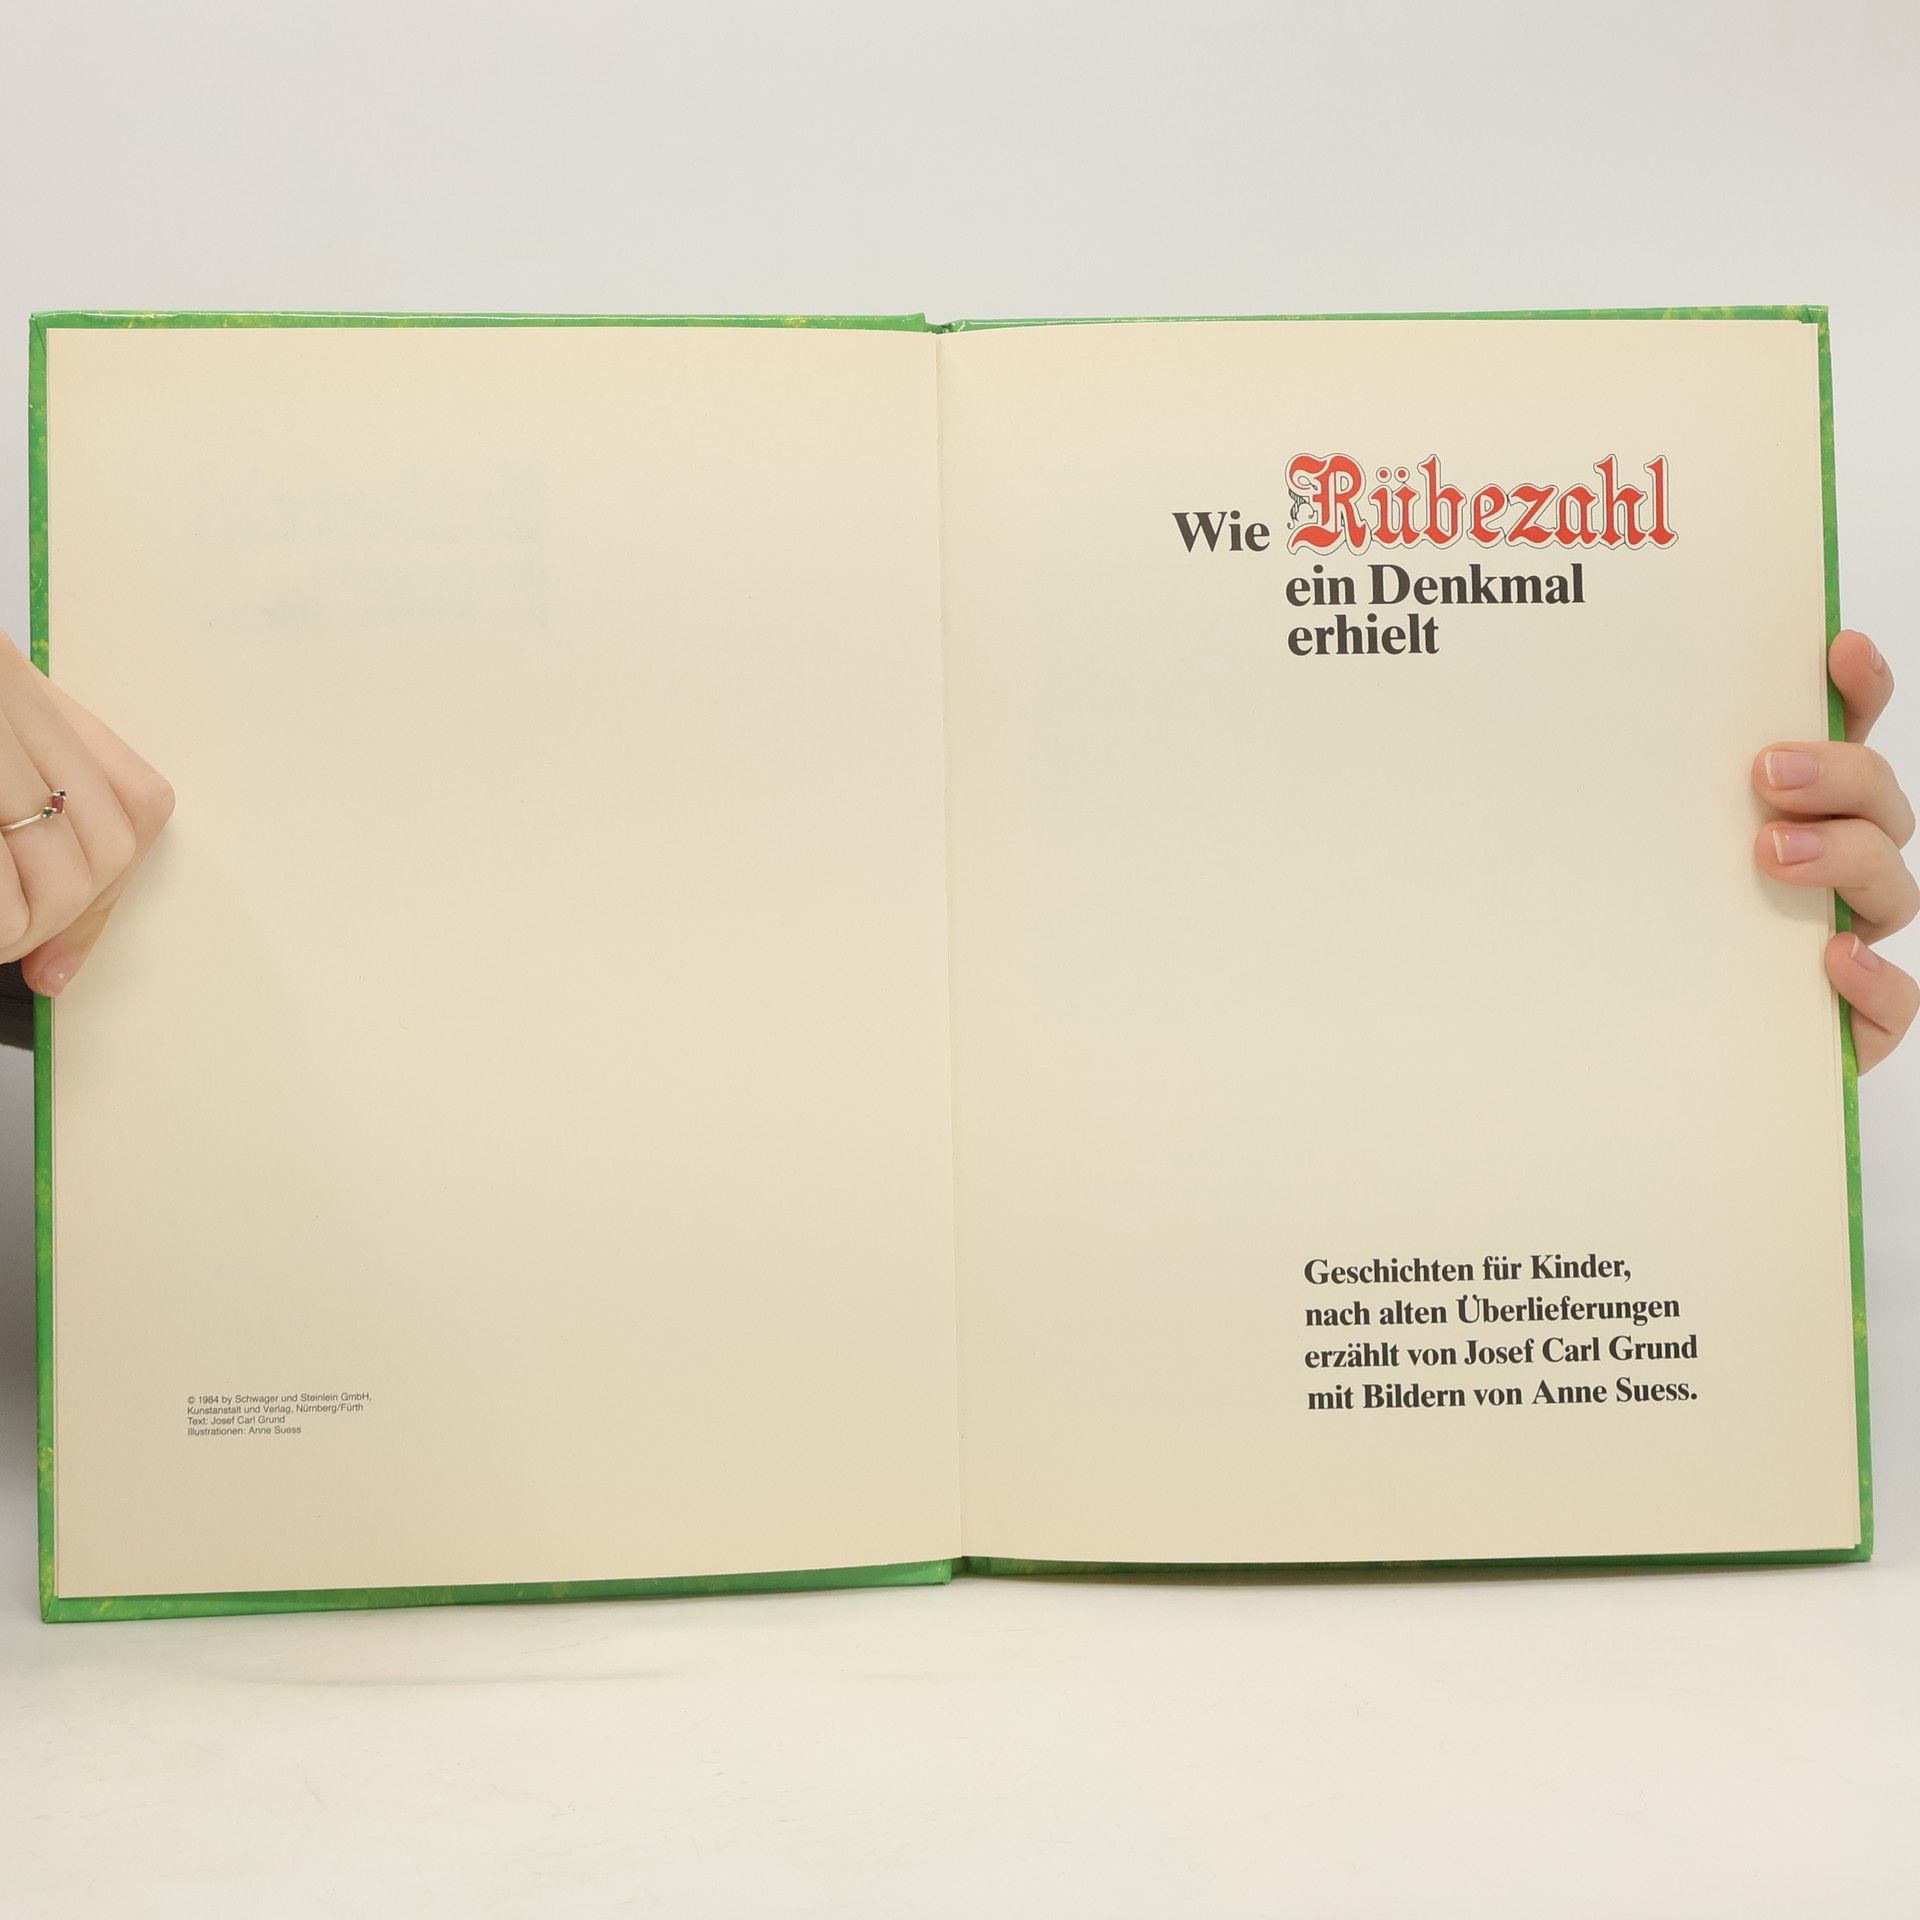 © 1984 by Schwager und Steinlein GmbH,
Kunstanstalt und Verlag, Nürnberg/Fürth
Text: Josef Carl Grund
Illustrationen: Anne Suess
Wie Rübezahl
ein Denkmal
erhielt
Geschichten für Kinder,
nach alten Überlieferungen
erzählt von Josef Carl Grund
mit Bildern von Anne Suess.